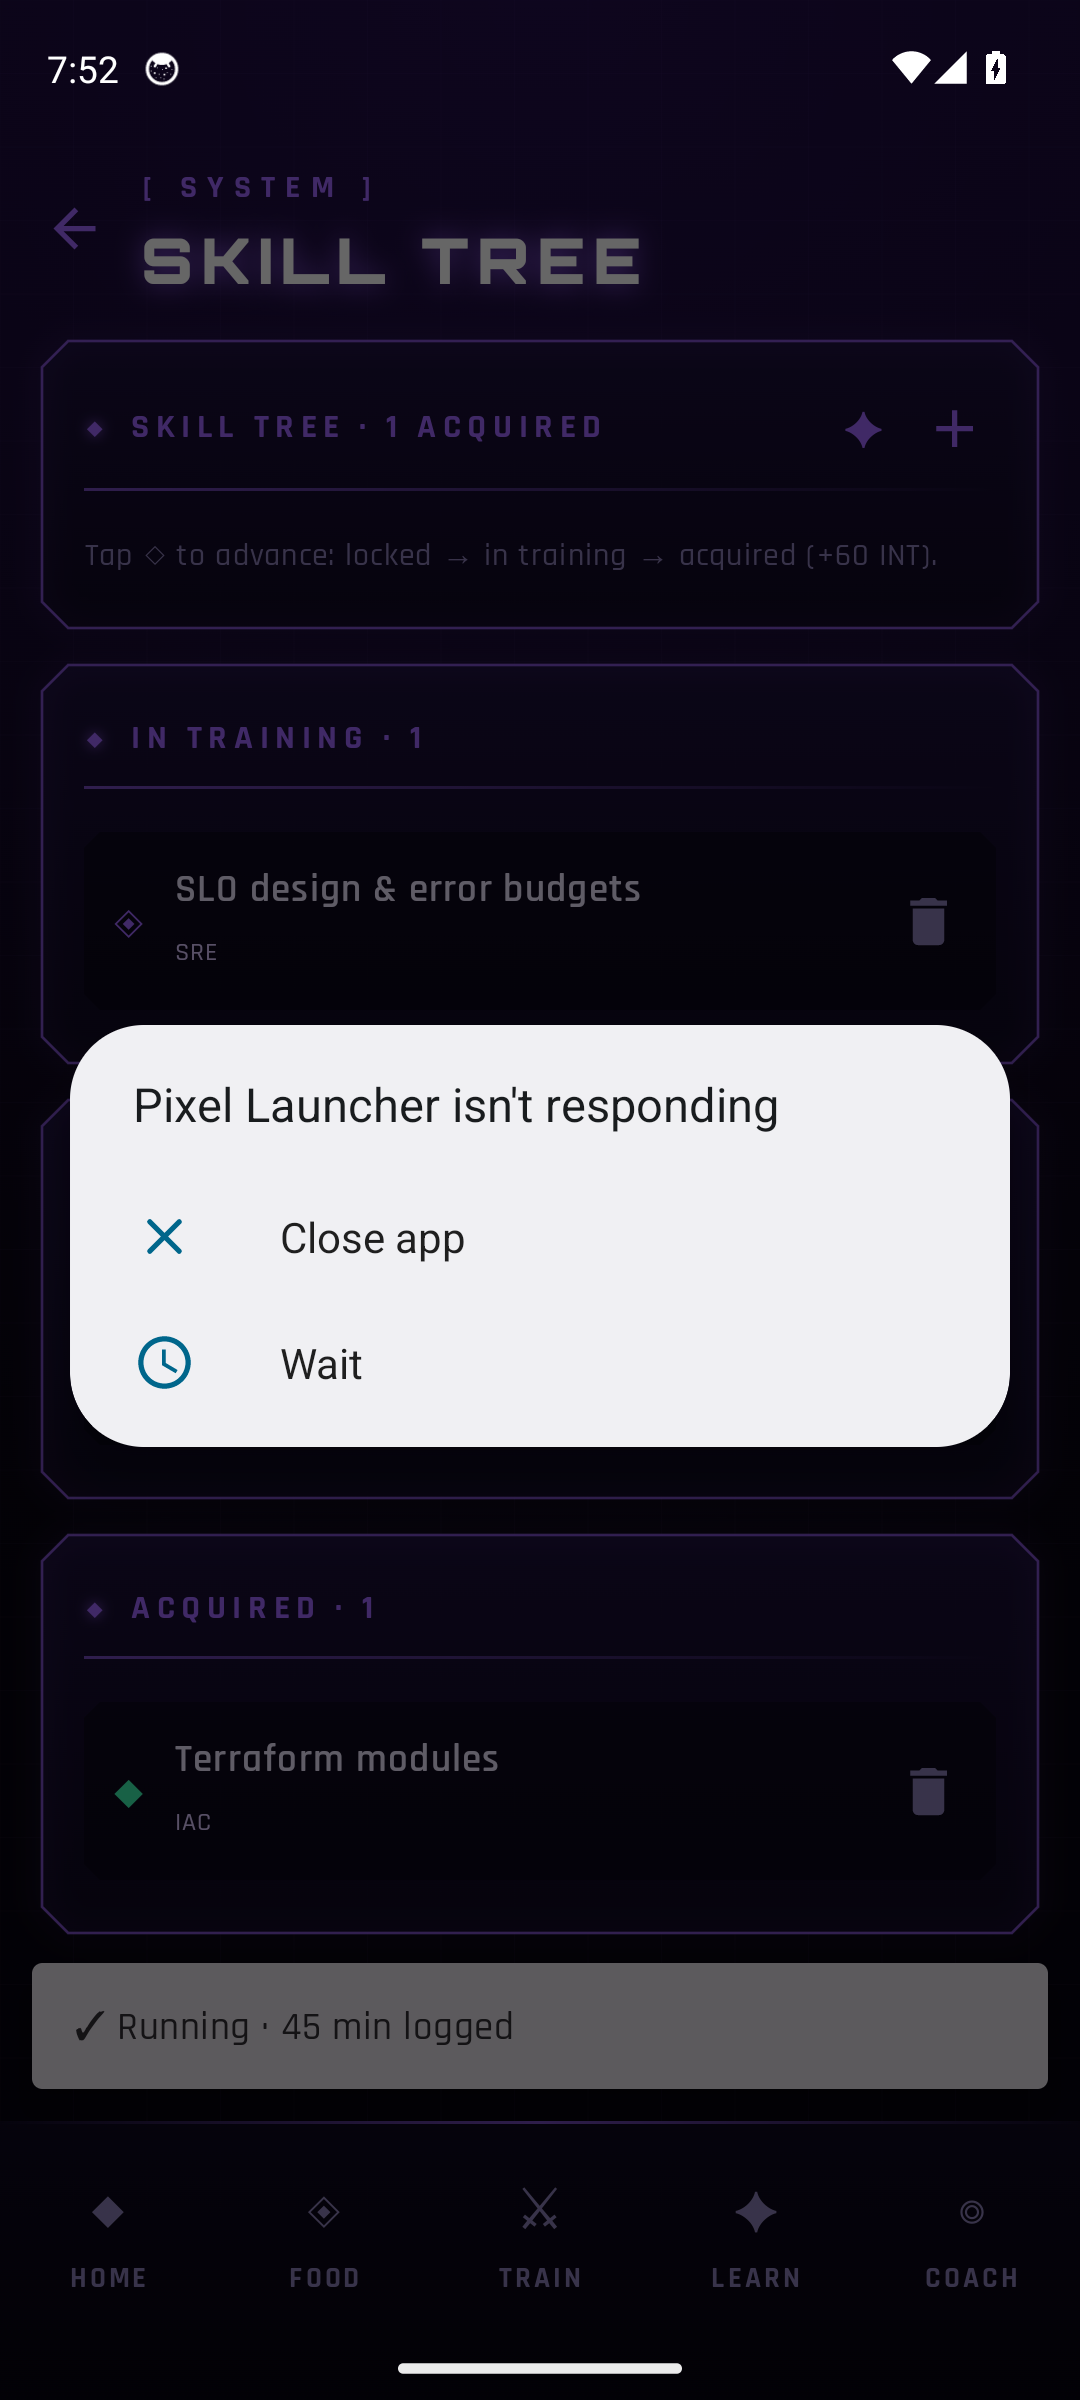 7:52
[ SYSTEM ]
SKILL TREE
SKILL TREE · 1 ACQUIRED
Tap ◇ to advance: locked → in training → acquired (+60 INT).
IN TRAINING · 1
SLO design & error budgets
SRE
Pixel Launcher isn't responding
Close app
Wait
ACQUIRED · 1
Terraform modules
IAC
✓ Running · 45 min logged
HOME FOOD TRAIN LEARN COACH